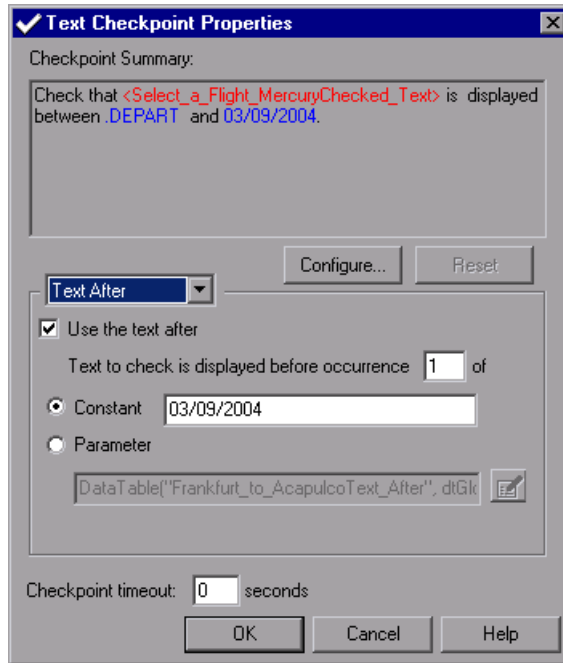 Text Checkpoint Properties
Checkpoint Summary:
Check that <Select_a_Flight_MercuryChecked_Text> is displayed
between .DEPART and 03/09/2004.
Configure... Reset
Text After
Use the text after
Text to check is displayed before occurrence 1 of
Constant 03/09/2004
Parameter
DataTable("Frankfurt_to_AcapulcoText_After", dtGlo
Checkpoint timeout: 0 seconds
OK Cancel Help